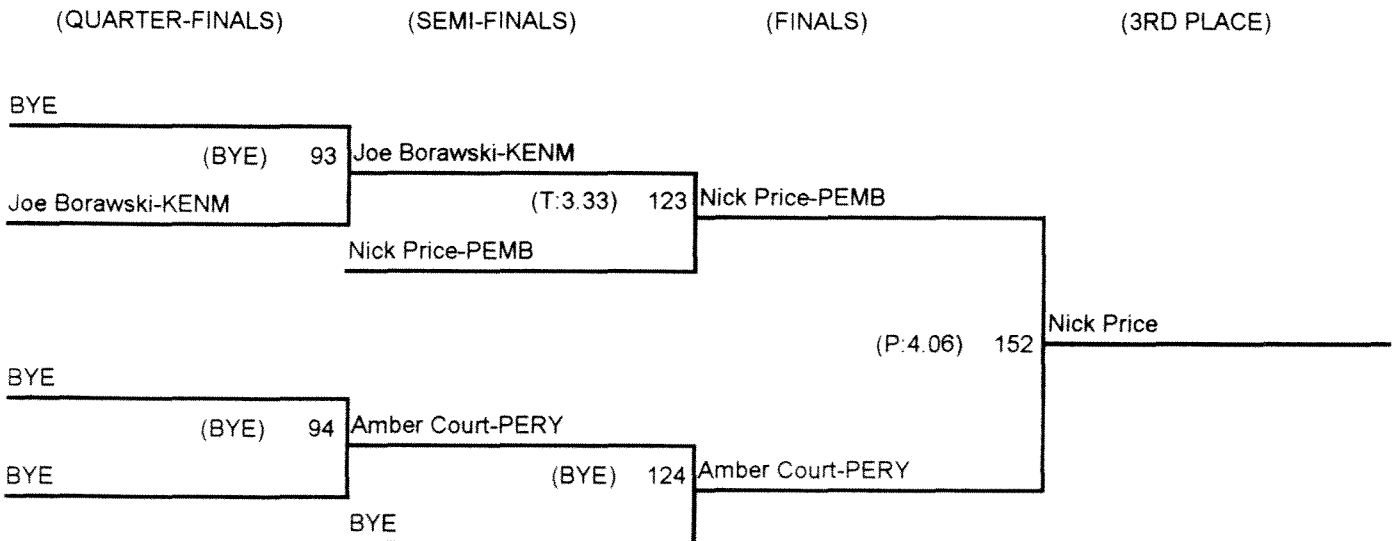 (QUARTER-FINALS) (SEMI-FINALS) (FINALS) (3RD PLACE)
BYE
(BYE) 93 Joe Borawski-KENM
Joe Borawski-KENM
(T:3.33) 123 Nick Price-PEMB
Nick Price-PEMB
Nick Price
(P:4.06) 152
BYE
(BYE) 94 Amber Court-PERY
BYE
(BYE) 124 Amber Court-PERY
BYE